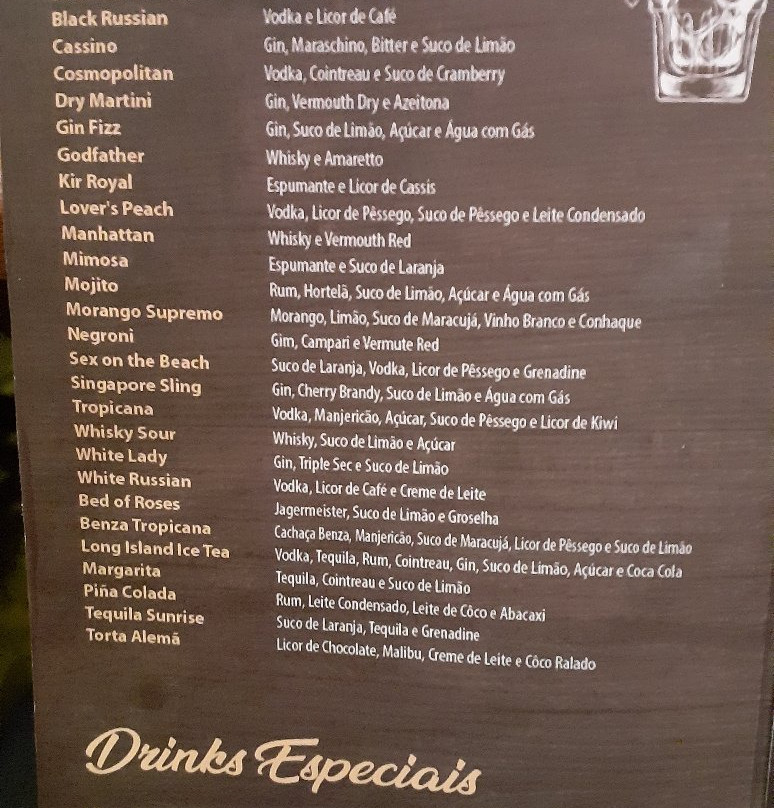 Black Russian Vodka e Licor de Café
Cassino Gin, Maraschino, Bitter e Suco de Limão
Cosmopolitan Vodka, Cointreau e Suco de Cramberry
Dry Martini Gin, Vermouth Dry e Azeitona
Gin Fizz Gin, Suco de Limão, Açúcar e Água com Gás
Godfather Whisky e Amaretto
Kir Royal Espumante e Licor de Cassis
Lover's Peach Vodka, Licor de Pêssego, Suco de Pêssego e Leite Condensado
Manhattan Whisky e Vermouth Red
Mimosa Espumante e Suco de Laranja
Mojito Rum, Hortelã, Suco de Limão, Açúcar e Água com Gás
Morango Supremo Morango, Limão, Suco de Maracujá, Vinho Branco e Conhaque
Negroni Gim, Campari e Vermute Red
Sex on the Beach Suco de Laranja, Vodka, Licor de Pêssego e Grenadine
Singapore Sling Gin, Cherry Brandy, Suco de Limão e Água com Gás
Tropicana Vodka, Manjericão, Açúcar, Suco de Pêssego e Licor de Kiwi
Whisky Sour Whisky, Suco de Limão e Açúcar
White Lady Gin, Triple Sec e Suco de Limão
White Russian Vodka, Licor de Café e Creme de Leite
Bed of Roses Jagermeister, Suco de Limão e Groselha
Benza Tropicana Cachaça Benza, Manjericão, Suco de Maracujá, Licor de Pêssego e Suco de Limão
Long Island Ice Tea Vodka, Tequila, Rum, Cointreau, Gin, Suco de Limão, Açúcar e Coca Cola
Margarita Tequila, Cointreau e Suco de Limão
Piña Colada Rum, Leite Condensado, Leite de Côco e Abacaxi
Tequila Sunrise Suco de Laranja, Tequila e Grenadine
Torta Alemã Licor de Chocolate, Malibu, Creme de Leite e Côco Ralado
Drinks Especiais